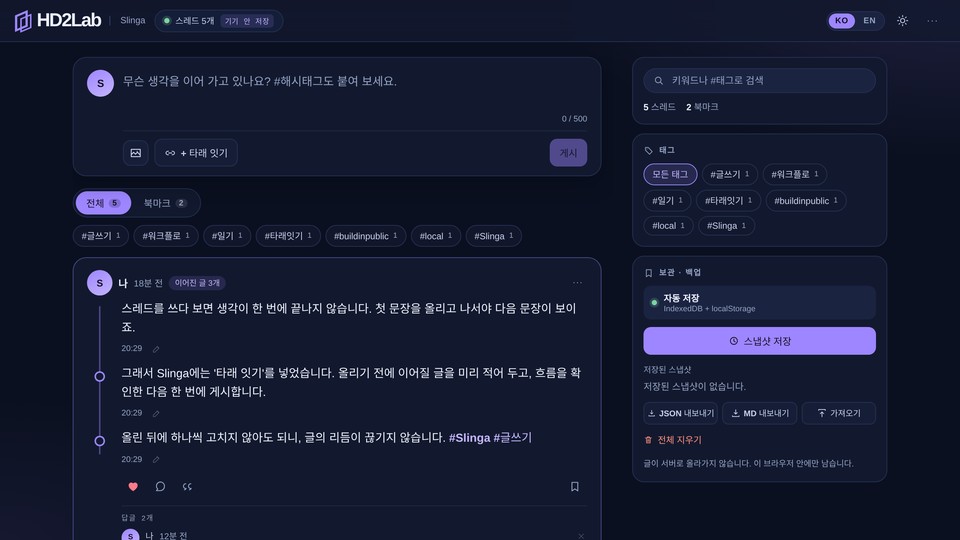 HD2Lab
Slinga
스레드 5개 기기 안 저장
KO EN
S
무슨 생각을 이어 가고 있나요? #해시태그도 붙여 보세요.
0 / 500
+ 타래 잇기
게시
전체 5
북마크 2
#글쓰기 1 #워크플로 1 #일기 1 #타래잇기 1 #buildinpublic 1 #local 1 #Slinga 1
S
나 18분 전 이어진 글 3개
스레드를 쓰다 보면 생각이 한 번에 끝나지 않습니다. 첫 문장을 올리고 나서야 다음 문장이 보이
죠.
20:29
그래서 Slinga에는 '타래 잇기'를 넣었습니다. 올리기 전에 이어질 글을 미리 적어 두고, 흐름을 확
인한 다음 한 번에 게시합니다.
20:29
올린 뒤에 하나씩 고치지 않아도 되니, 글의 리듬이 끊기지 않습니다. #Slinga #글쓰기
20:29
답글 2개
S 나 12분 전
키워드나 #태그로 검색
5 스레드 2 북마크
태그
모든 태그 #글쓰기 1 #워크플로 1
#일기 1 #타래잇기 1 #buildinpublic 1
#local 1 #Slinga 1
보관 · 백업
자동 저장
IndexedDB + localStorage
스냅샷 저장
저장된 스냅샷
저장된 스냅샷이 없습니다.
JSON 내보내기 MD 내보내기 가져오기
전체 지우기
글이 서버로 올라가지 않습니다. 이 브라우저 안에만 남습니다.